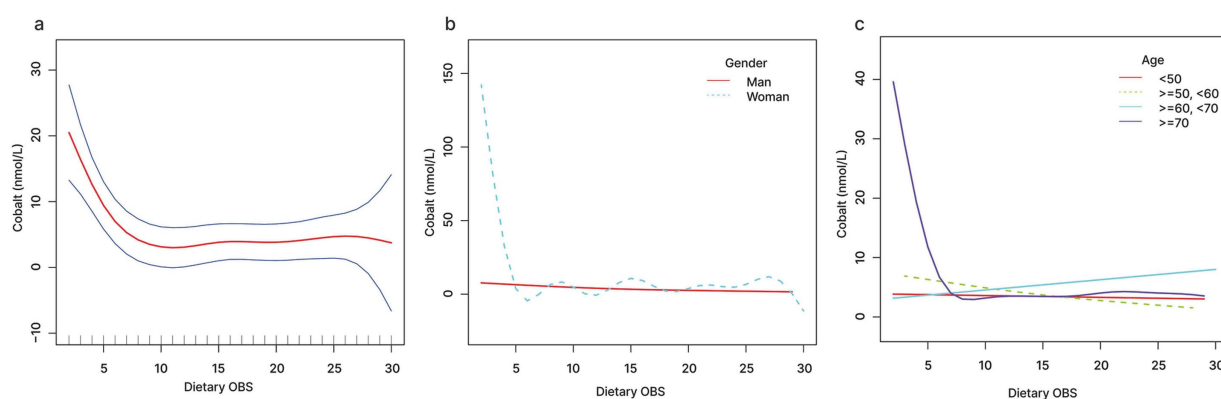 a
Cobalt (nmol/L)
30
20
10
0
−10
5
10
15
20
25
30
Dietary OBS
b
Cobalt (nmol/L)
150
100
50
0
Gender
Man
Woman
5
10
15
20
25
30
Dietary OBS
c
Cobalt (nmol/L)
40
30
20
10
0
Age
<50
>=50, <60
>=60, <70
>=70
5
10
15
20
25
30
Dietary OBS